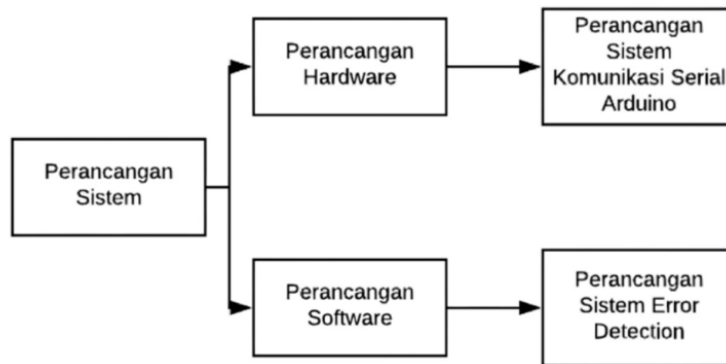 Perancangan
Sistem
Perancangan
Hardware
Perancangan
Sistem
Komunikasi Serial
Arduino
Perancangan
Software
Perancangan
Sistem Error
Detection